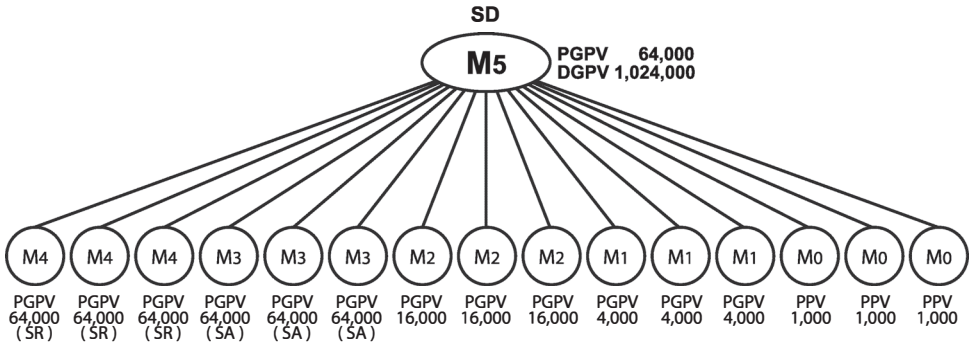 SD
M5
PGPV 64,000
DGPV 1,024,000
M4 M4 M4 M3 M3 M3 M2 M2 M2 M1 M1 M1 M0 M0 M0
PGPV PGPV PGPV PGPV PGPV PGPV PGPV PGPV PGPV PGPV PGPV PGPV PPV PPV PPV
64,000 64,000 64,000 64,000 64,000 64,000 16,000 16,000 16,000 4,000 4,000 4,000 1,000 1,000 1,000
( SR ) ( SR ) ( SR ) ( SA ) ( SA ) ( SA )